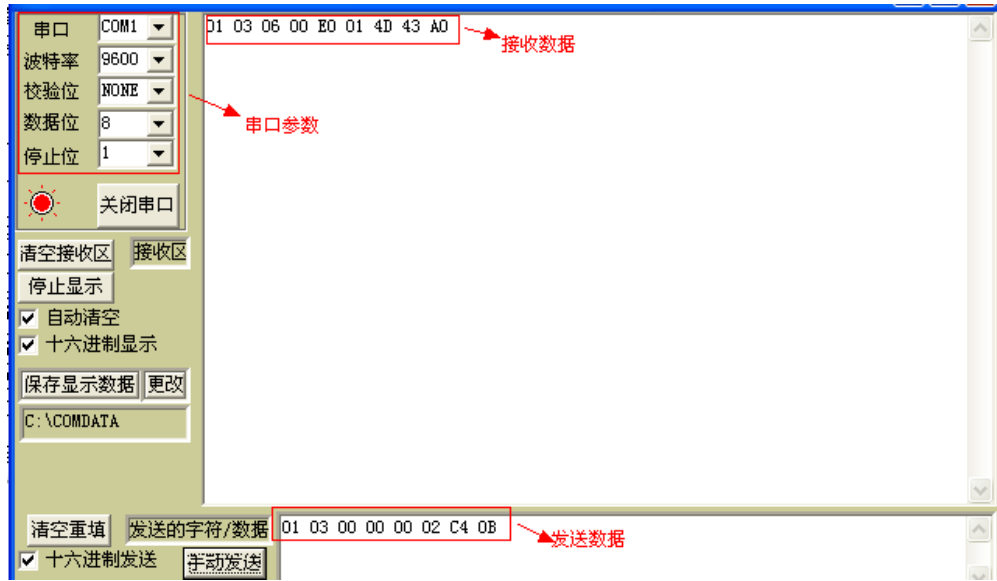 串口 COM1
波特率 9600
校验位 NONE
数据位 8
停止位 1
关闭串口
01 03 06 00 E0 01 4D 43 A0
接收数据
串口参数
清空接收区 接收区
停止显示
自动清空
十六进制显示
保存显示数据 更改
C:\COMDATA
清空重填 发送的字符/数据 01 03 00 00 00 02 C4 0B
发送数据
十六进制发送 手动发送